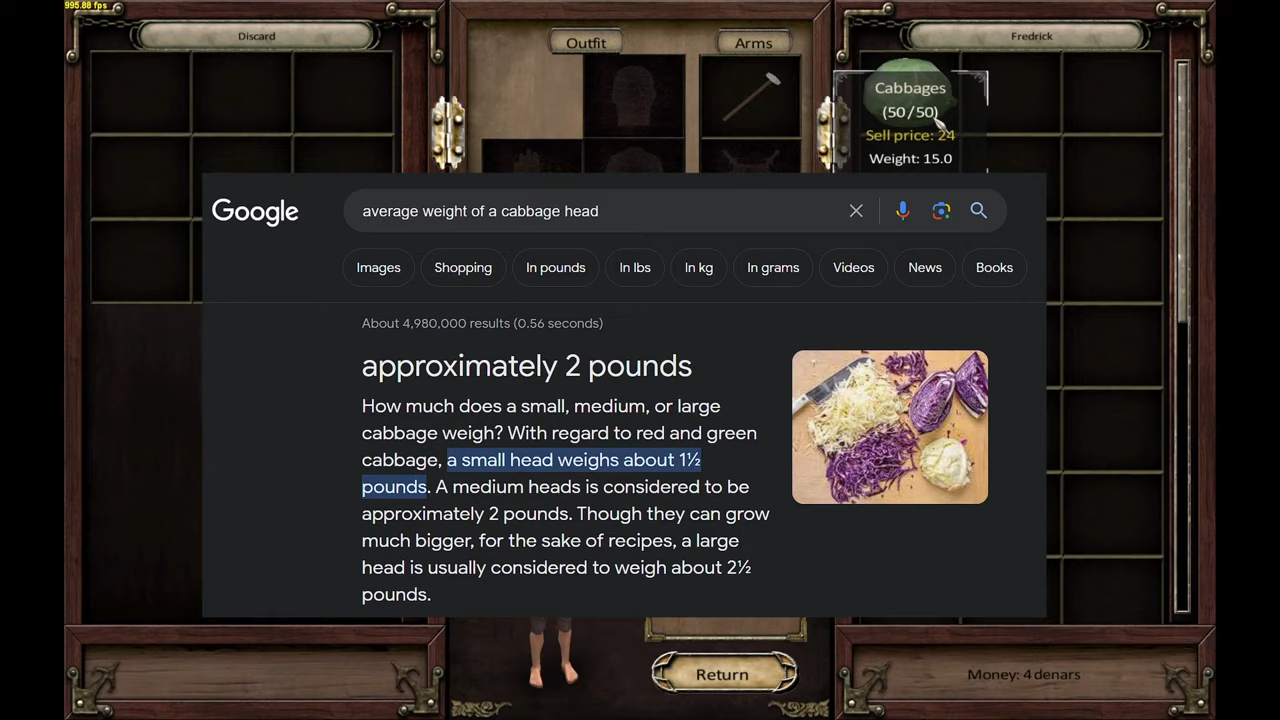 995.88 fps
Discard
Outfit
Arms
Fredrick
Cabbages
(50/50)
Sell price: 24
Weight: 15.0
Google
average weight of a cabbage head
Images
Shopping
In pounds
In lbs
In kg
In grams
Videos
News
Books
About 4,980,000 results (0.56 seconds)
approximately 2 pounds
How much does a small, medium, or large
cabbage weigh? With regard to red and green
cabbage, a small head weighs about 1½
pounds. A medium heads is considered to be
approximately 2 pounds. Though they can grow
much bigger, for the sake of recipes, a large
head is usually considered to weigh about 2½
pounds.
Return
Money: 4 denars